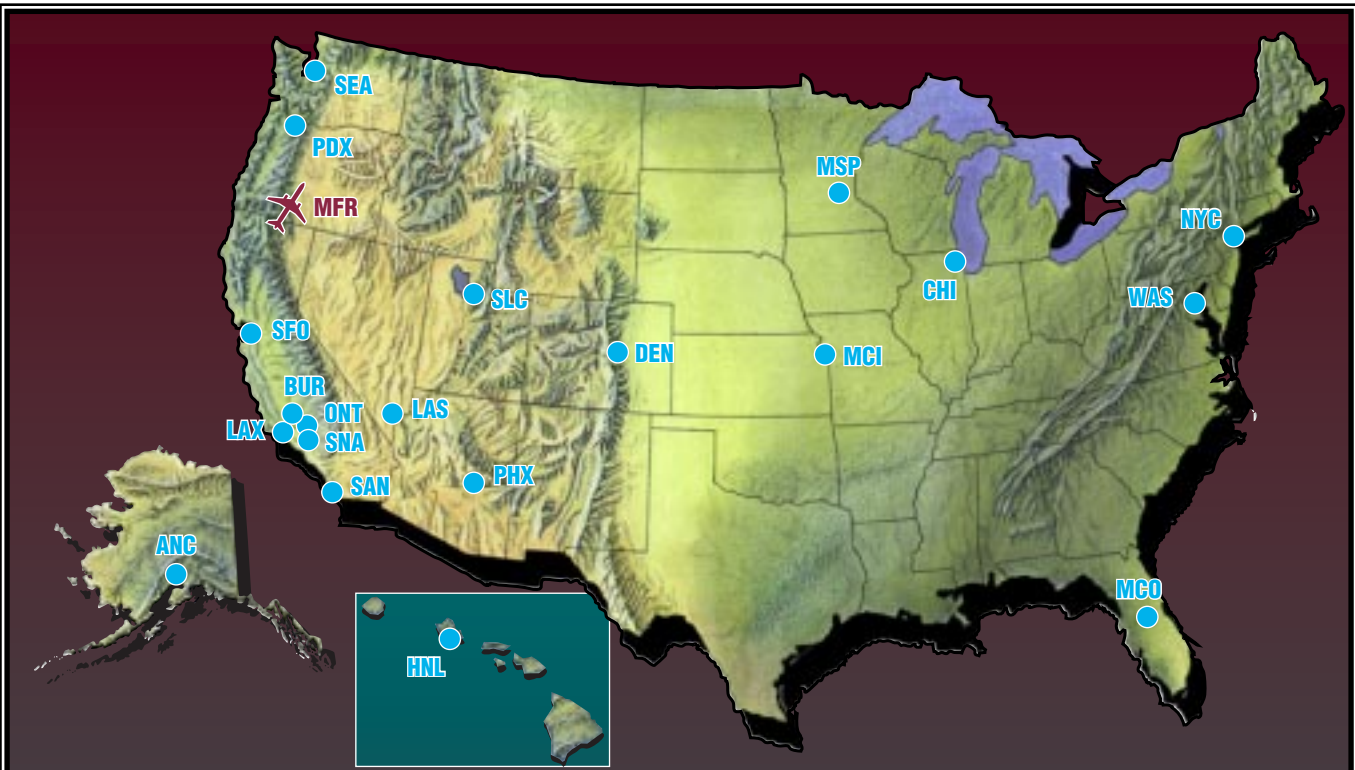 SEA
PDX
MFR
MSP
NYC
CHI
WAS
SLC
SFO
DEN
MCI
BUR
ONT
LAS
LAX
SNA
PHX
SAN
ANC
MCO
HNL